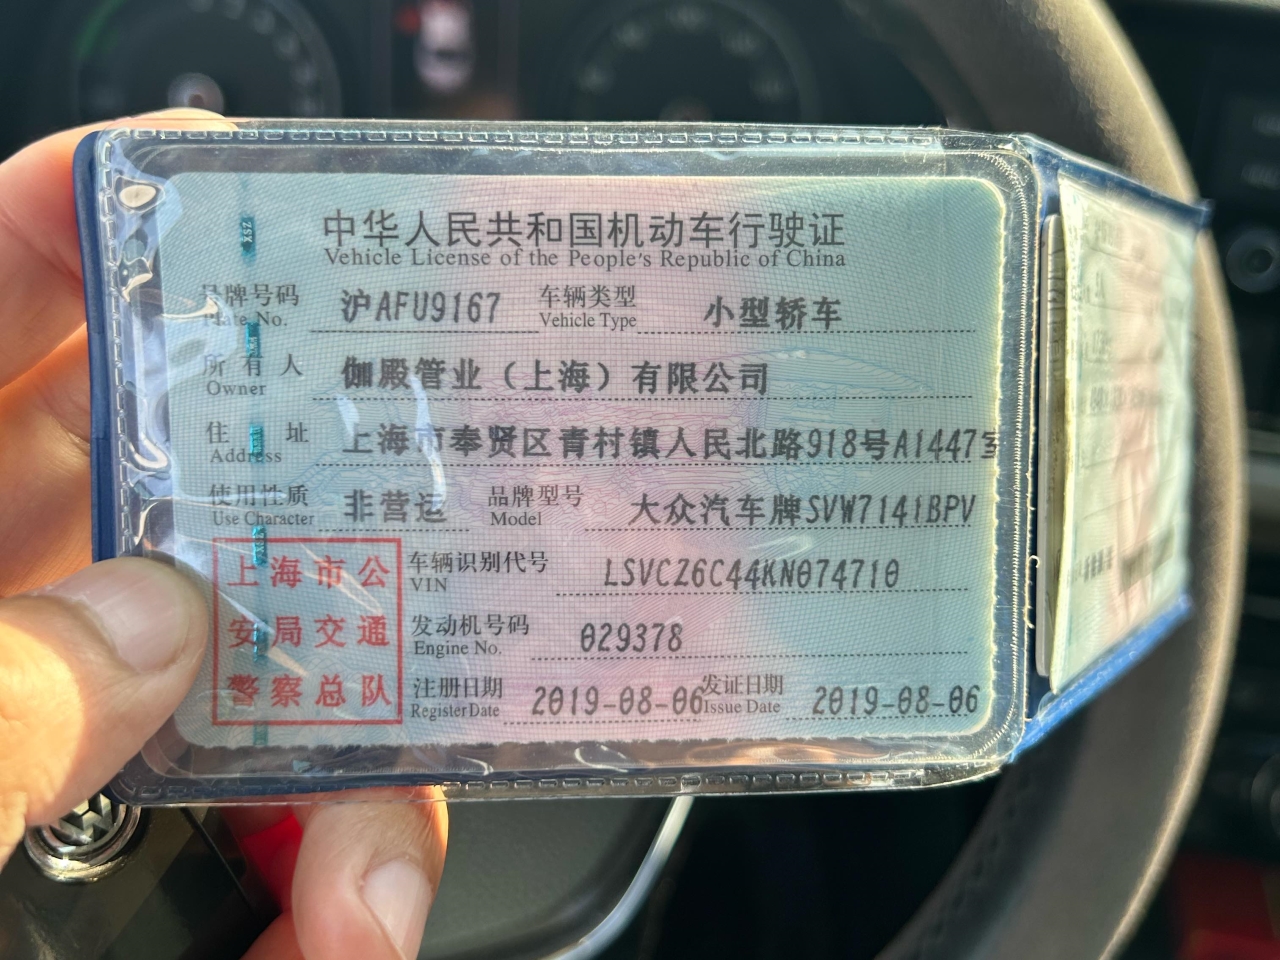 中华人民共和国机动车行驶证
Vehicle License of the People's Republic of China
号牌号码 沪AFU9167 车辆类型 小型轿车
Plate No. Vehicle Type
所有人 伽殿管业（上海）有限公司
Owner
住址 上海市奉贤区青村镇人民北路918号A1447室
Address
使用性质 非营运 品牌型号 大众汽车牌SVW7141BPV
Use Character Model
上海市公 车辆识别代号 LSVCZ6C44KN074710
VIN
安局交通 发动机号码 029378
Engine No.
警察总队 注册日期 2019-08-06 发证日期 2019-08-06
Register Date Issue Date